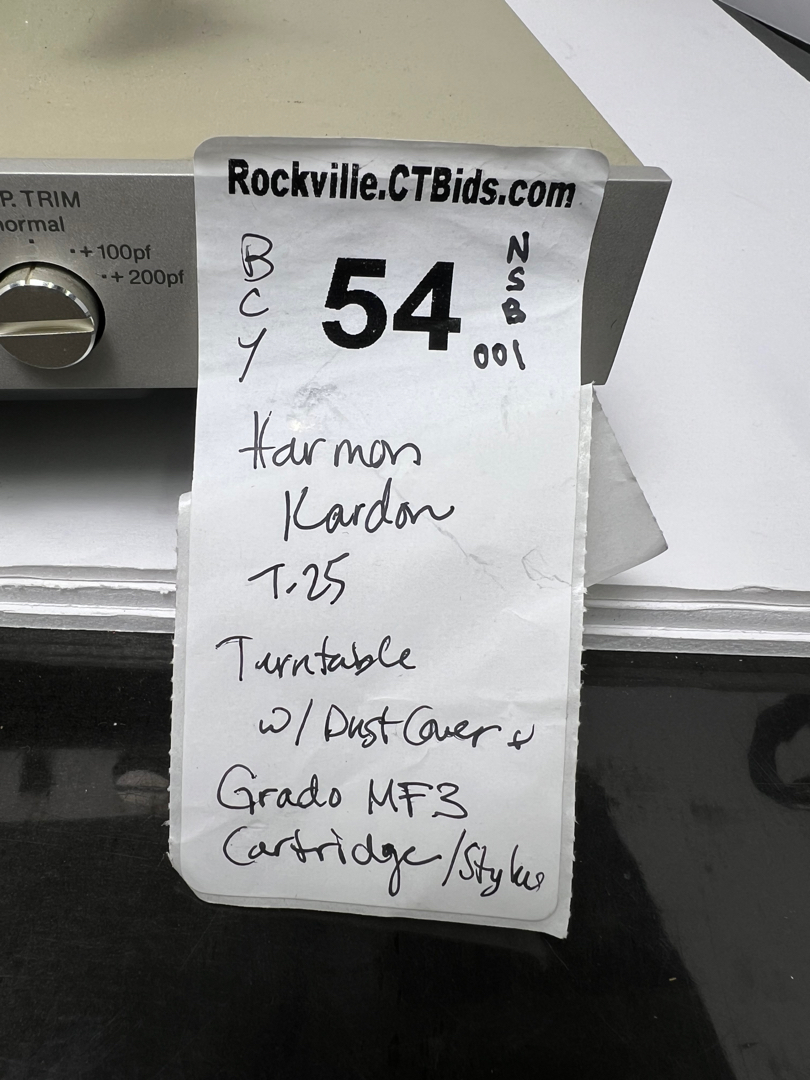 P. TRIM
normal
+100pf
+200pf
Rockville.CTBids.com
B
C
Y
54
N
S
B
001
Harmon
Kardon
T-25
Turntable
w/ Dust Cover +
Grado MF3
Cartridge/Stylus